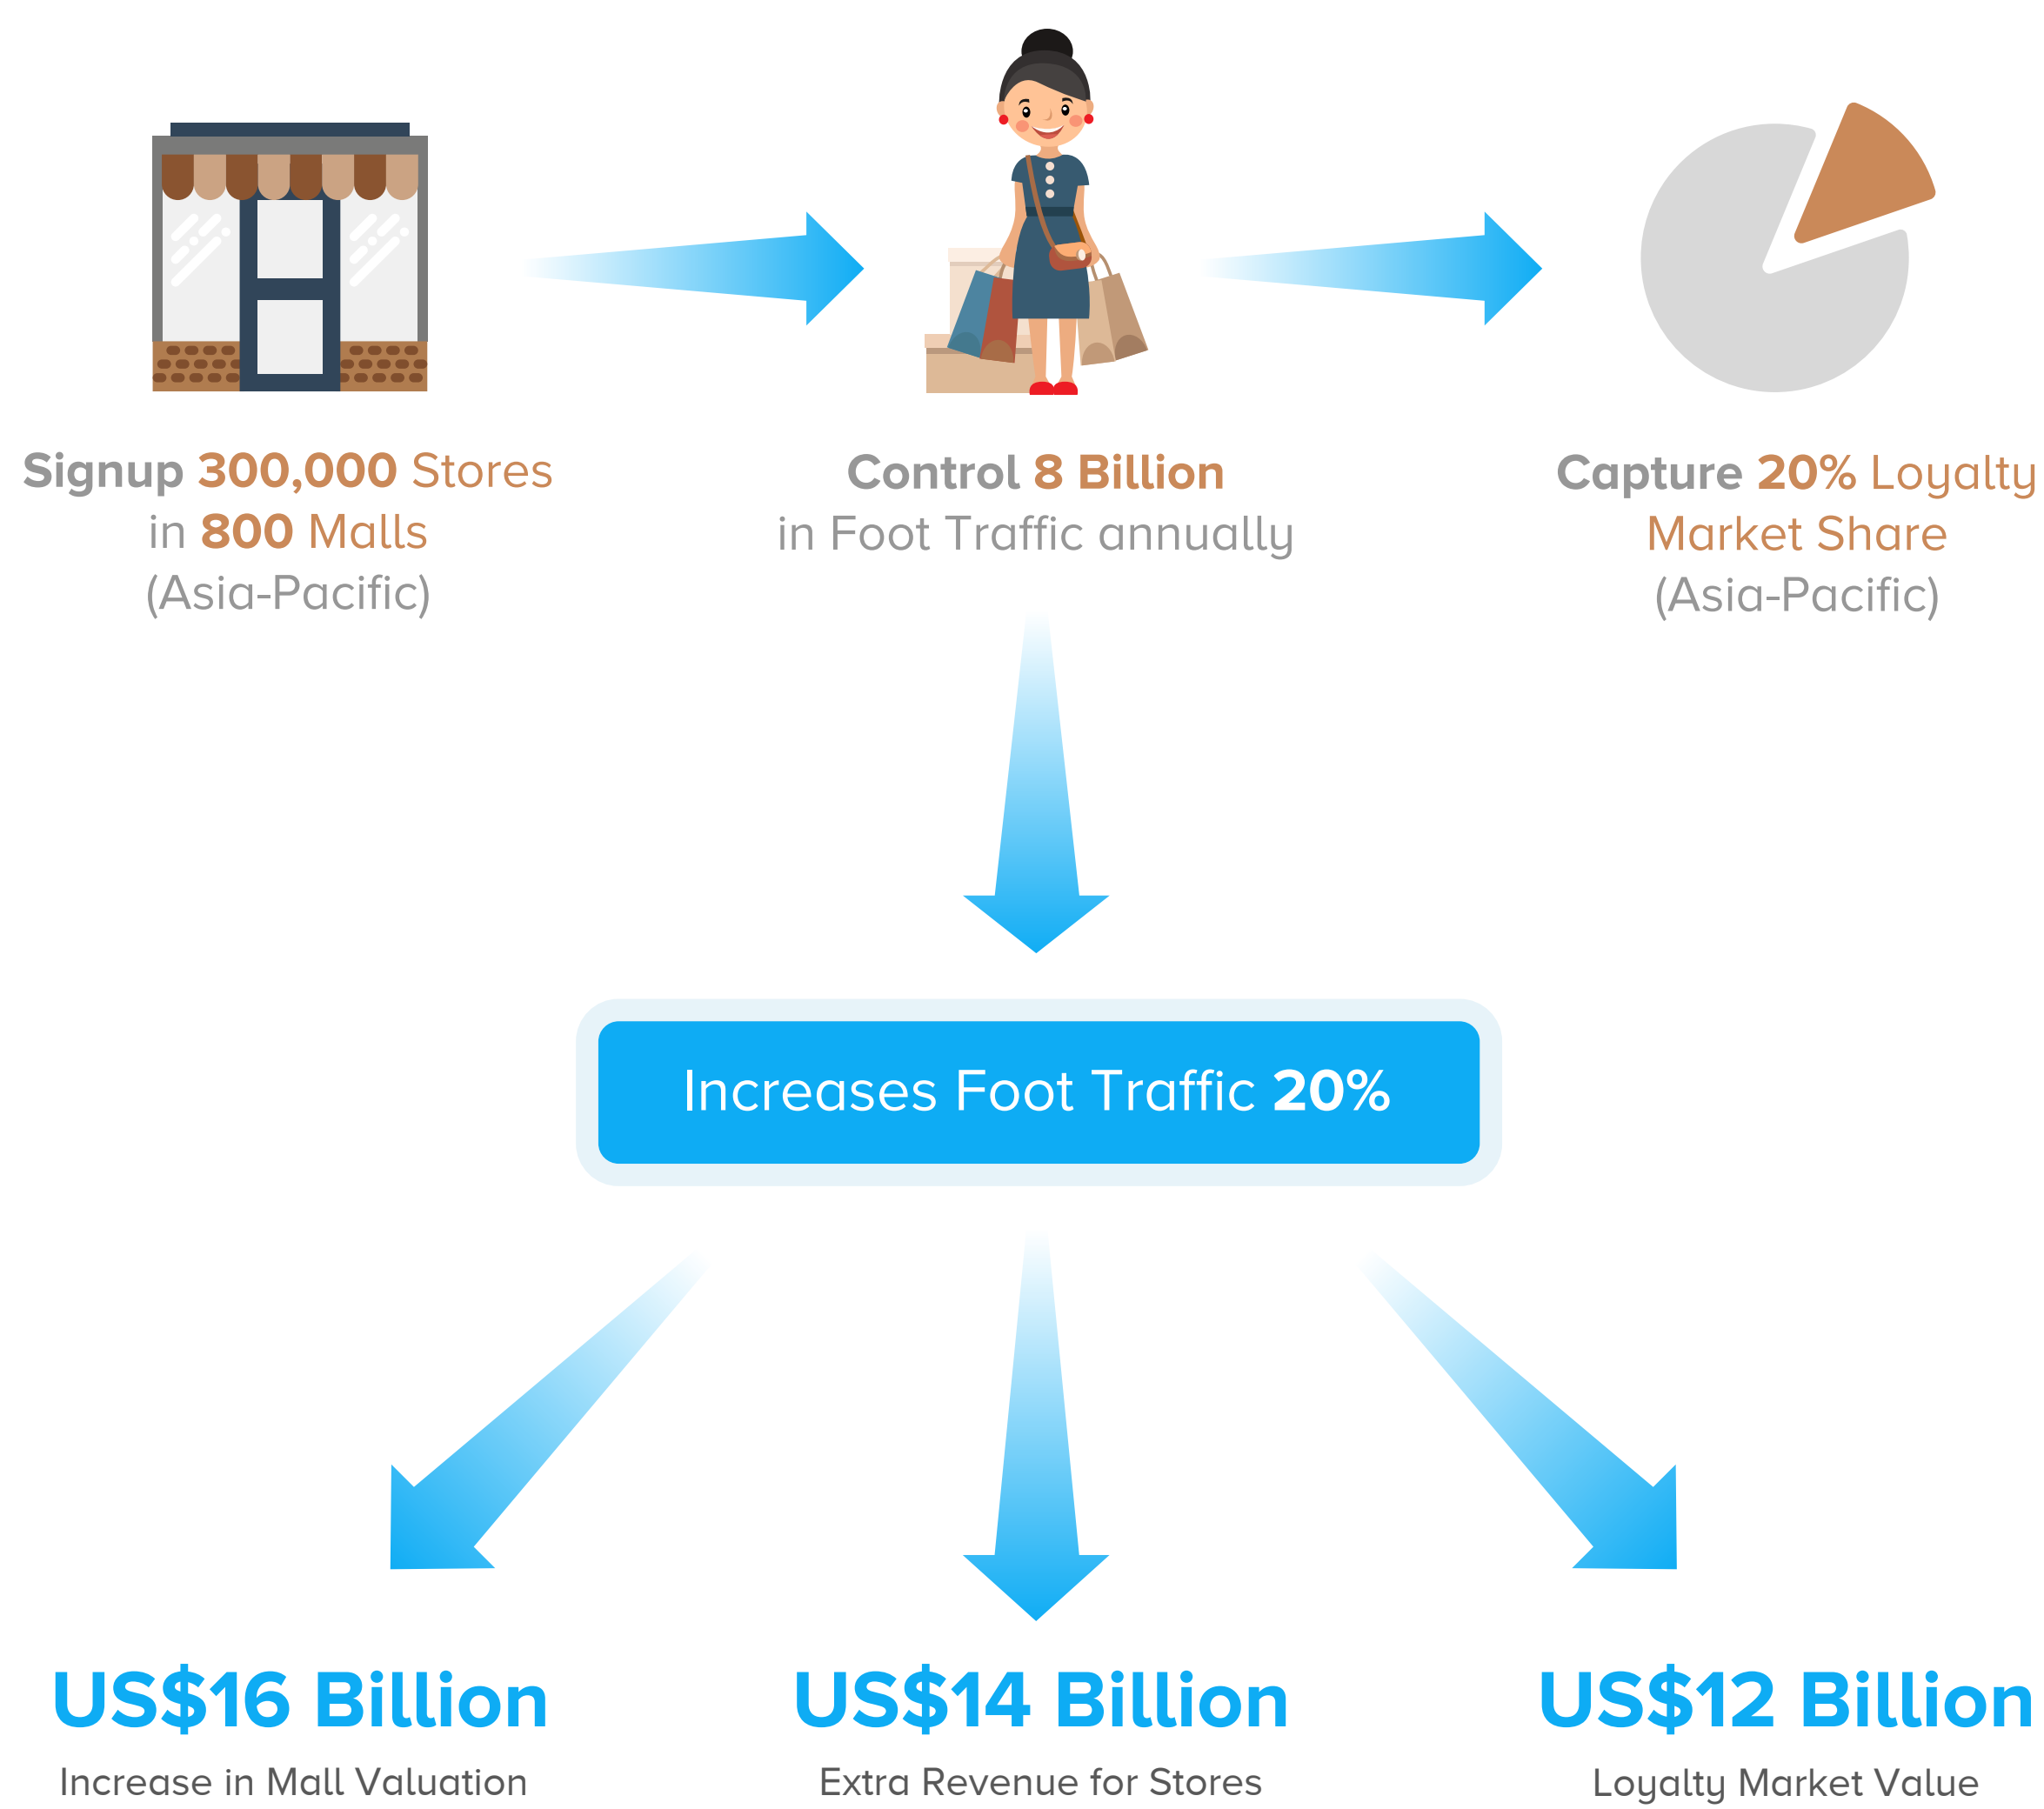 Signup 300,000 Stores
in 800 Malls
(Asia-Pacific)
Control 8 Billion
in Foot Traffic annually
Capture 20% Loyalty
Market Share
(Asia-Pacific)
Increases Foot Traffic 20%
US$16 Billion
Increase in Mall Valuation
US$14 Billion
Extra Revenue for Stores
US$12 Billion
Loyalty Market Value